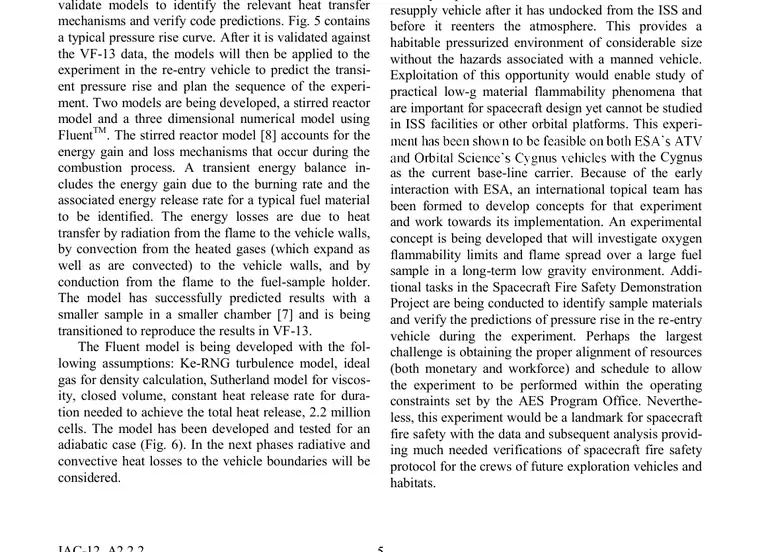 validate models to identify the relevant heat transfer
mechanisms and verify code predictions. Fig. 5 contains
a typical pressure rise curve. After it is validated against
the VF-13 data, the models will then be applied to the
experiment in the re-entry vehicle to predict the transi-
ent pressure rise and plan the sequence of the experi-
ment. Two models are being developed, a stirred reactor
model and a three dimensional numerical model using
Fluent™. The stirred reactor model [8] accounts for the
energy gain and loss mechanisms that occur during the
combustion process. A transient energy balance in-
cludes the energy gain due to the burning rate and the
associated energy release rate for a typical fuel material
to be identified. The energy losses are due to heat
transfer by radiation from the flame to the vehicle walls,
by convection from the heated gases (which expand as
well as are convected) to the vehicle walls, and by
conduction from the flame to the fuel-sample holder.
The model has successfully predicted results with a
smaller sample in a smaller chamber [7] and is being
transitioned to reproduce the results in VF-13.
The Fluent model is being developed with the fol-
lowing assumptions: Ke-RNG turbulence model, ideal
gas for density calculation, Sutherland model for viscos-
ity, closed volume, constant heat release rate for dura-
tion needed to achieve the total heat release, 2.2 million
cells. The model has been developed and tested for an
adiabatic case (Fig. 6). In the next phases radiative and
convective heat losses to the vehicle boundaries will be
considered.
resupply vehicle after it has undocked from the ISS and
before it reenters the atmosphere. This provides a
habitable pressurized environment of considerable size
without the hazards associated with a manned vehicle.
Exploitation of this opportunity would enable study of
practical low-g material flammability phenomena that
are important for spacecraft design yet cannot be studied
in ISS facilities or other orbital platforms. This experi-
ment has been shown to be feasible on both ESA's ATV
and Orbital Science's Cygnus vehicles with the Cygnus
as the current base-line carrier. Because of the early
interaction with ESA, an international topical team has
been formed to develop concepts for that experiment
and work towards its implementation. An experimental
concept is being developed that will investigate oxygen
flammability limits and flame spread over a large fuel
sample in a long-term low gravity environment. Addi-
tional tasks in the Spacecraft Fire Safety Demonstration
Project are being conducted to identify sample materials
and verify the predictions of pressure rise in the re-entry
vehicle during the experiment. Perhaps the largest
challenge is obtaining the proper alignment of resources
(both monetary and workforce) and schedule to allow
the experiment to be performed within the operating
constraints set by the AES Program Office. Neverthe-
less, this experiment would be a landmark for spacecraft
fire safety with the data and subsequent analysis provid-
ing much needed verifications of spacecraft fire safety
protocol for the crews of future exploration vehicles and
habitats.
IAC-12, A2.2.2
5